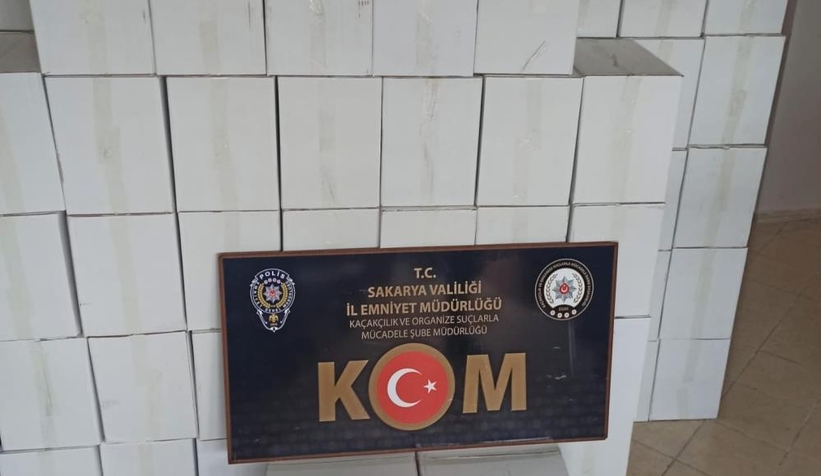 POLİS
T.C.
SAKARYA VALİLİĞİ
İL EMNİYET MÜDÜRLÜĞÜ
KAÇAKÇILIK VE ORGANİZE SUÇLARLA
MÜCADELE ŞUBE MÜDÜRLÜĞÜ
KOM